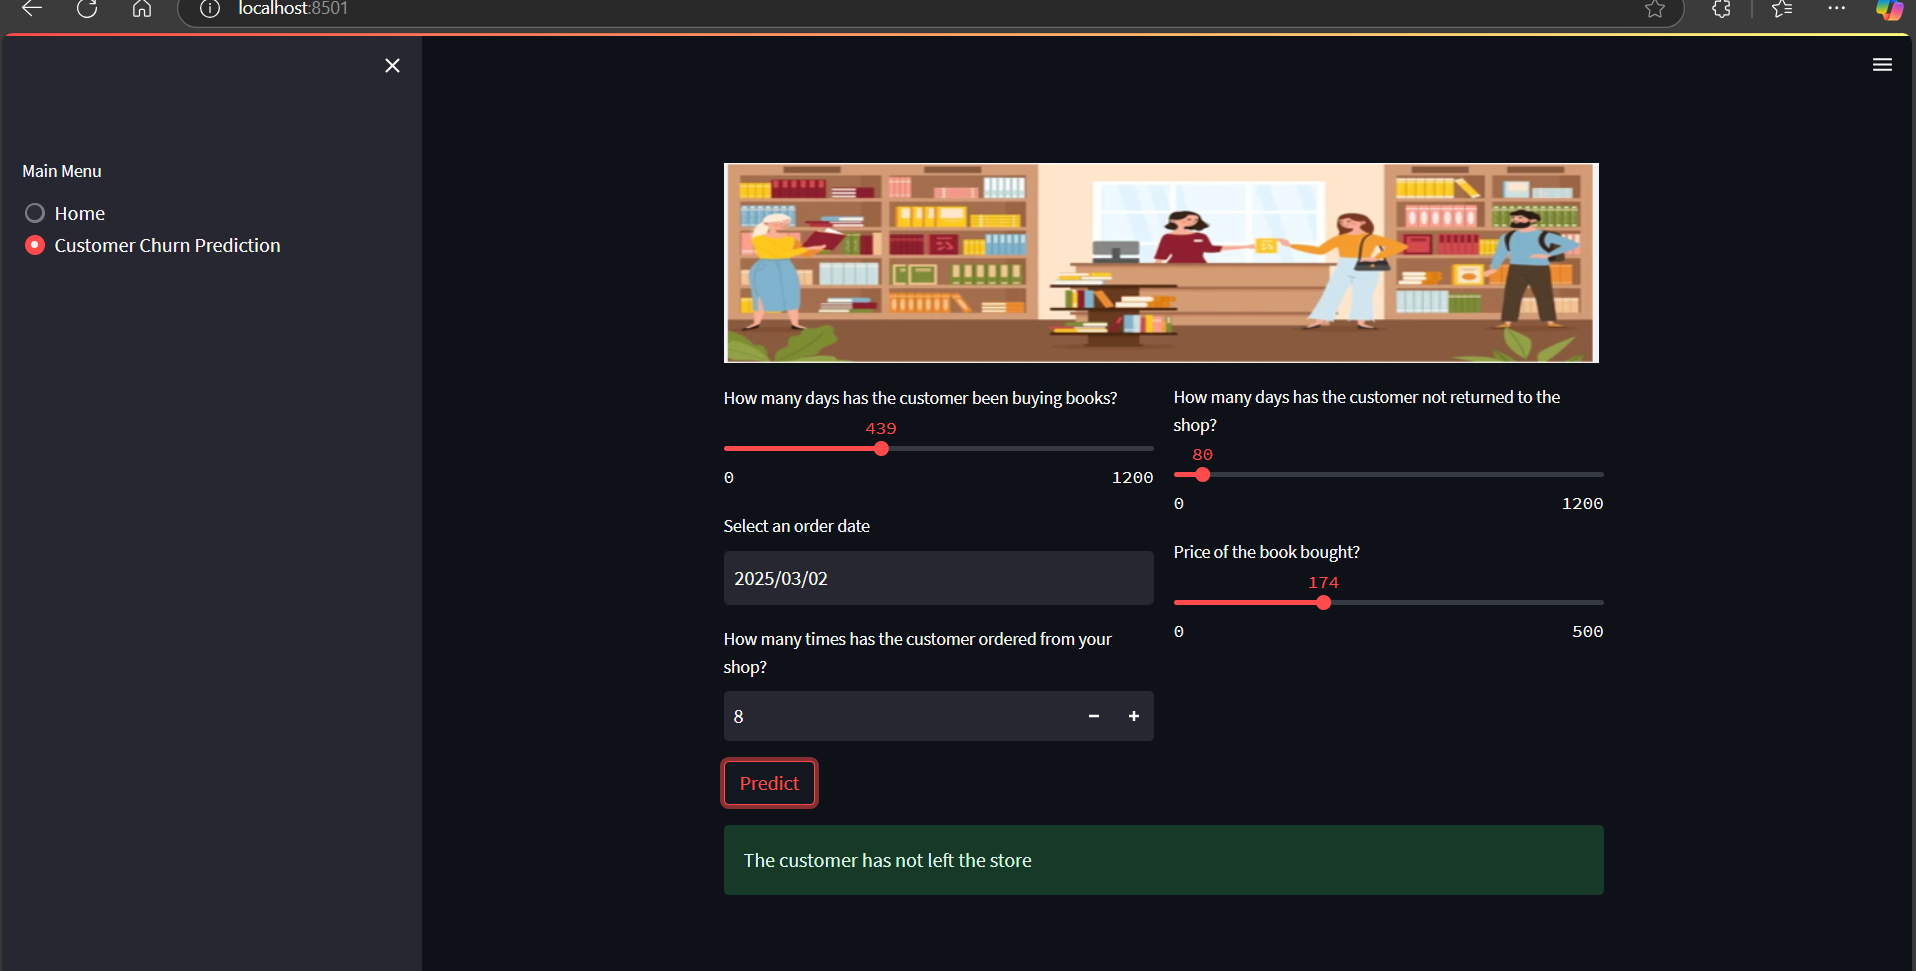 localhost:8501
Main Menu
Home
Customer Churn Prediction
How many days has the customer been buying books?
439
0 1200
Select an order date
2025/03/02
How many times has the customer ordered from your
shop?
8
How many days has the customer not returned to the
shop?
80
0 1200
Price of the book bought?
174
0 500
Predict
The customer has not left the store